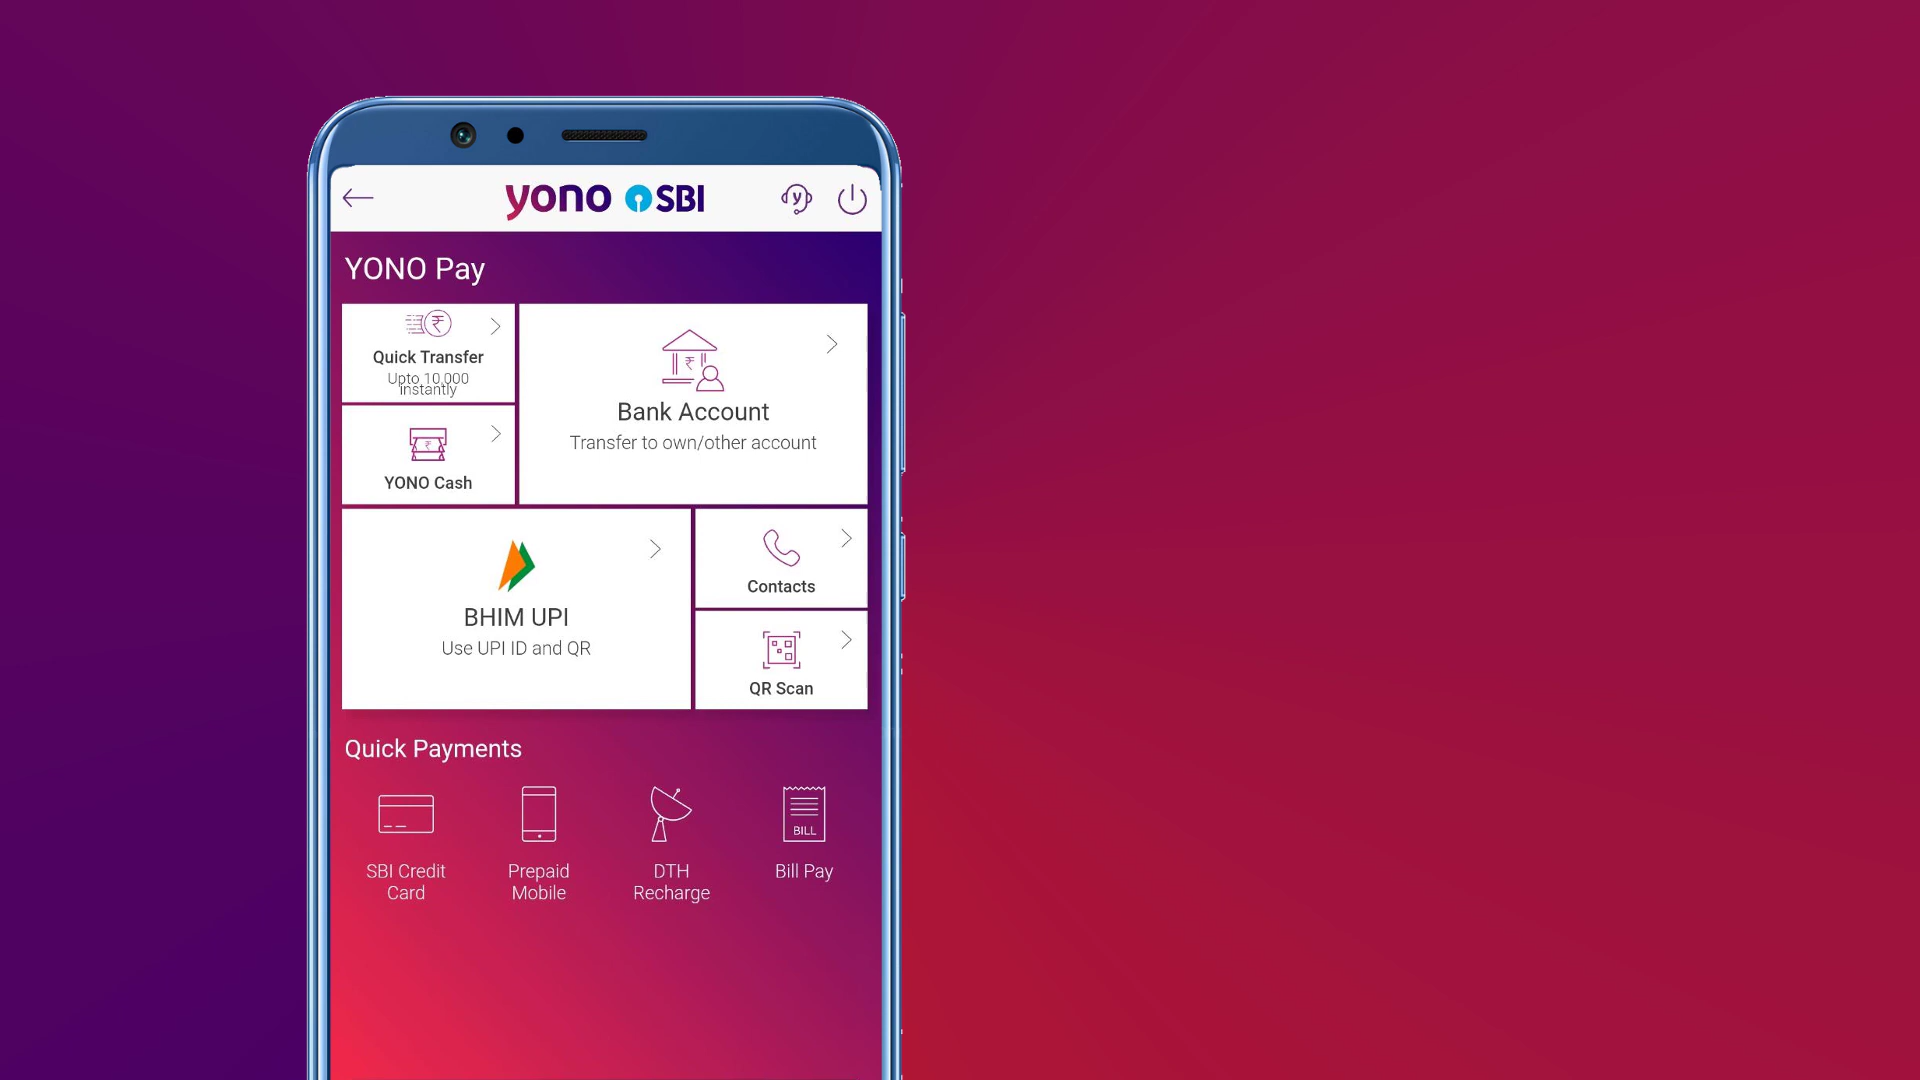 yono SBI
YONO Pay
Quick Transfer
Upto 10,000
instantly
Bank Account
Transfer to own/other account
YONO Cash
BHIM UPI
Use UPI ID and QR
Contacts
QR Scan
Quick Payments
BILL
SBI Credit
Card
Prepaid
Mobile
DTH
Recharge
Bill Pay